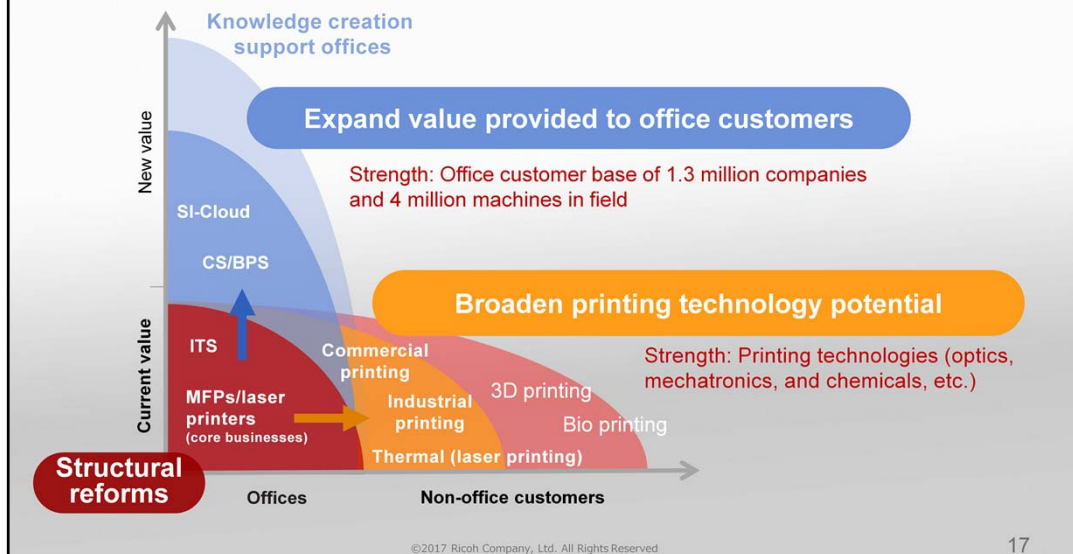 Knowledge creation
support offices
Expand value provided to office customers
New value
Strength: Office customer base of 1.3 million companies
and 4 million machines in field
SI-Cloud
CS/BPS
Broaden printing technology potential
Current value
ITS
Commercial
printing
Strength: Printing technologies (optics,
mechatronics, and chemicals, etc.)
MFPs/laser
printers
(core businesses)
Industrial
printing
3D printing
Bio printing
Thermal (laser printing)
Structural
reforms
Offices
Non-office customers
©2017 Ricoh Company, Ltd. All Rights Reserved
17